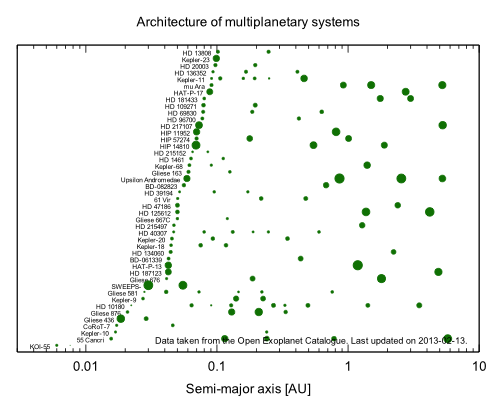 Architecture of multiplanetary systems
HD 13808
Kepler-23
HD 20003
HD 136352
Kepler-11
mu Ara
HAT-P-17
HD 181433
HD 109271
HD 69830
HD 96700
HD 217107
HIP 11952
HIP 57274
HIP 14810
HD 215152
HD 1461
Kepler-68
Gliese 163
Upsilon Andromedae
BD-082823
HD 39194
61 Vir
HD 47186
HD 125612
Gliese 667C
HD 215497
HD 40307
Kepler-20
Kepler-18
HD 134060
BD-061339
HAT-P-13
HD 187123
Gliese 676
SWEEPS-
Gliese 581
Kepler-9
HD 10180
Gliese 876
Gliese 436
CoRoT-7
Kepler-10
55 Cancri
KOI-55
Data taken from the Open Exoplanet Catalogue. Last updated on 2013-02-13.
0.01 0.1 1 10
Semi-major axis [AU]